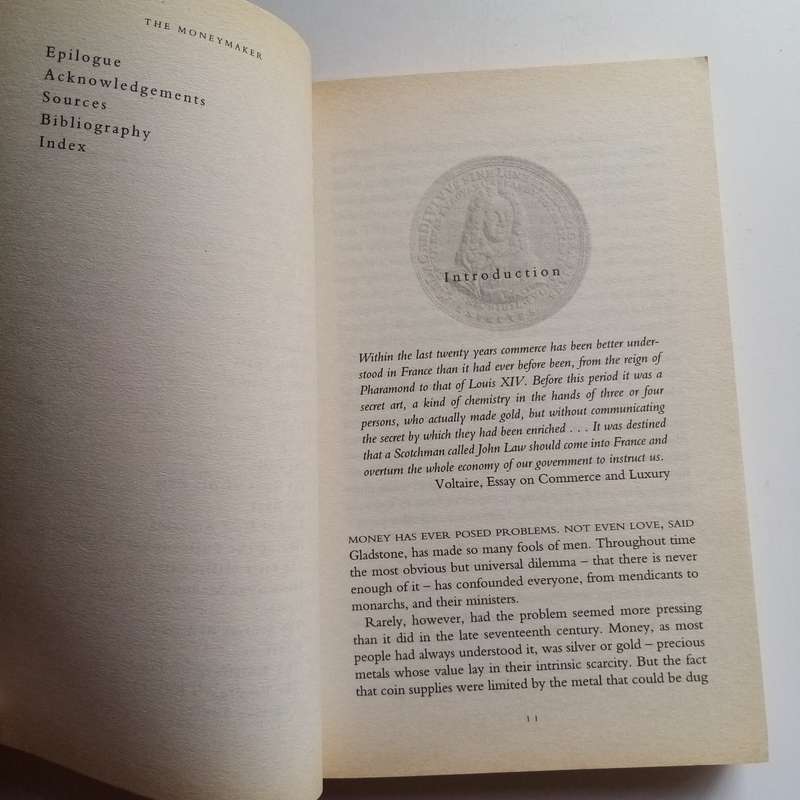 THE MONEYMAKER
Epilogue
Acknowledgements
Sources
Bibliography
Index
Introduction
Within the last twenty years commerce has been better under-
stood in France than it had ever before been, from the reign of
Pharamond to that of Louis XIV. Before this period it was a
secret art, a kind of chemistry in the hands of three or four
persons, who actually made gold, but without communicating
the secret by which they had been enriched . . . It was destined
that a Scotchman called John Law should come into France and
overturn the whole economy of our government to instruct us.
Voltaire, Essay on Commerce and Luxury
MONEY HAS EVER POSED PROBLEMS. NOT EVEN LOVE, SAID
Gladstone, has made so many fools of men. Throughout time
the most obvious but universal dilemma – that there is never
enough of it – has confounded everyone, from mendicants to
monarchs, and their ministers.
Rarely, however, had the problem seemed more pressing
than it did in the late seventeenth century. Money, as most
people had always understood it, was silver or gold – precious
metals whose value lay in their intrinsic scarcity. But the fact
that coin supplies were limited by the metal that could be dug
11